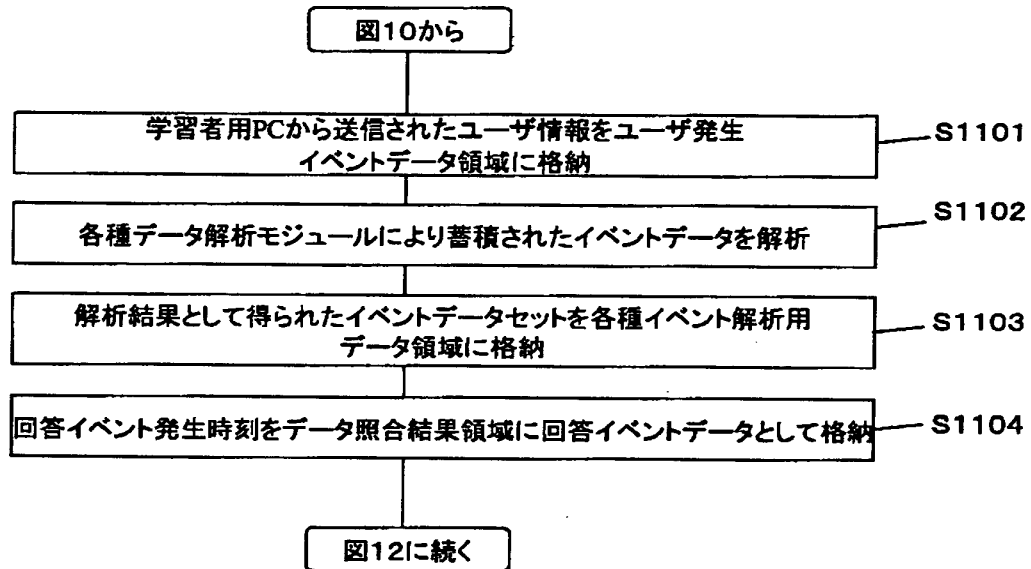 図10から
学習者用PCから送信されたユーザ情報をユーザ発生
イベントデータ領域に格納
S1101
各種データ解析モジュールにより蓄積されたイベントデータを解析
S1102
解析結果として得られたイベントデータセットを各種イベント解析用
データ領域に格納
S1103
回答イベント発生時刻をデータ照合結果領域に回答イベントデータとして格納
S1104
図12に続く